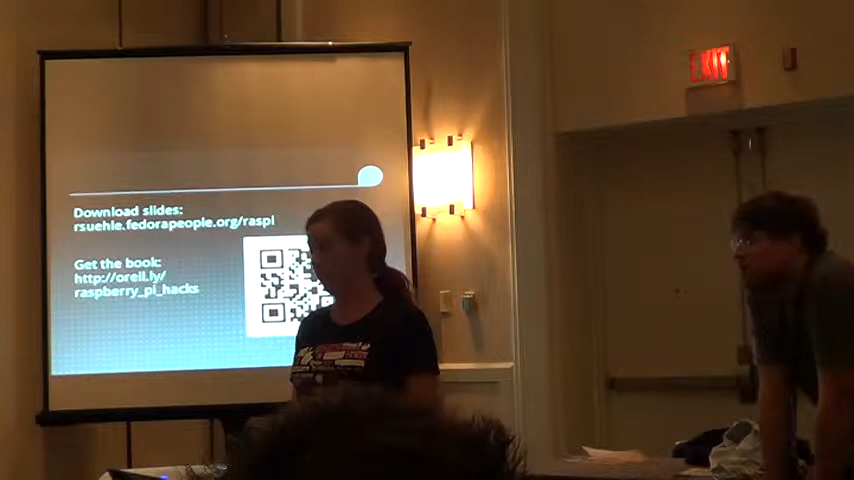 EXIT
Download slides:
rsuehle.fedorapeople.org/raspi
Get the book:
http://oreil.ly/
raspberry_pi_hacks